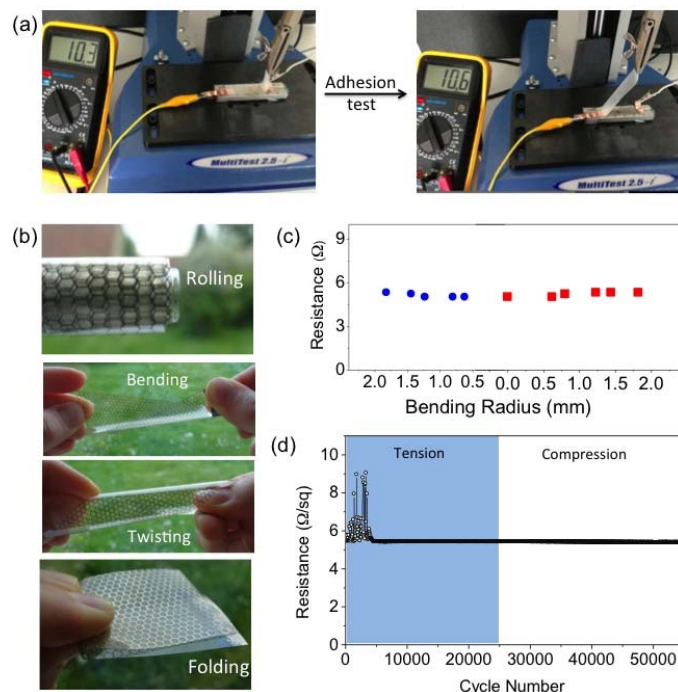 (a)
10.3
MultiTest 2.5-i
Adhesion
test
10.6
MultiTest 2.5-i
(b)
Rolling
Bending
Twisting
Folding
(c)
Resistance (Ω)
9
6
3
0
2.0 1.5 1.0 0.5 0.0 0.5 1.0 1.5 2.0
Bending Radius (mm)
(d)
Resistance (Ω/sq)
10
8
6
4
2
0
Tension
Compression
0 10000 20000 30000 40000 50000
Cycle Number